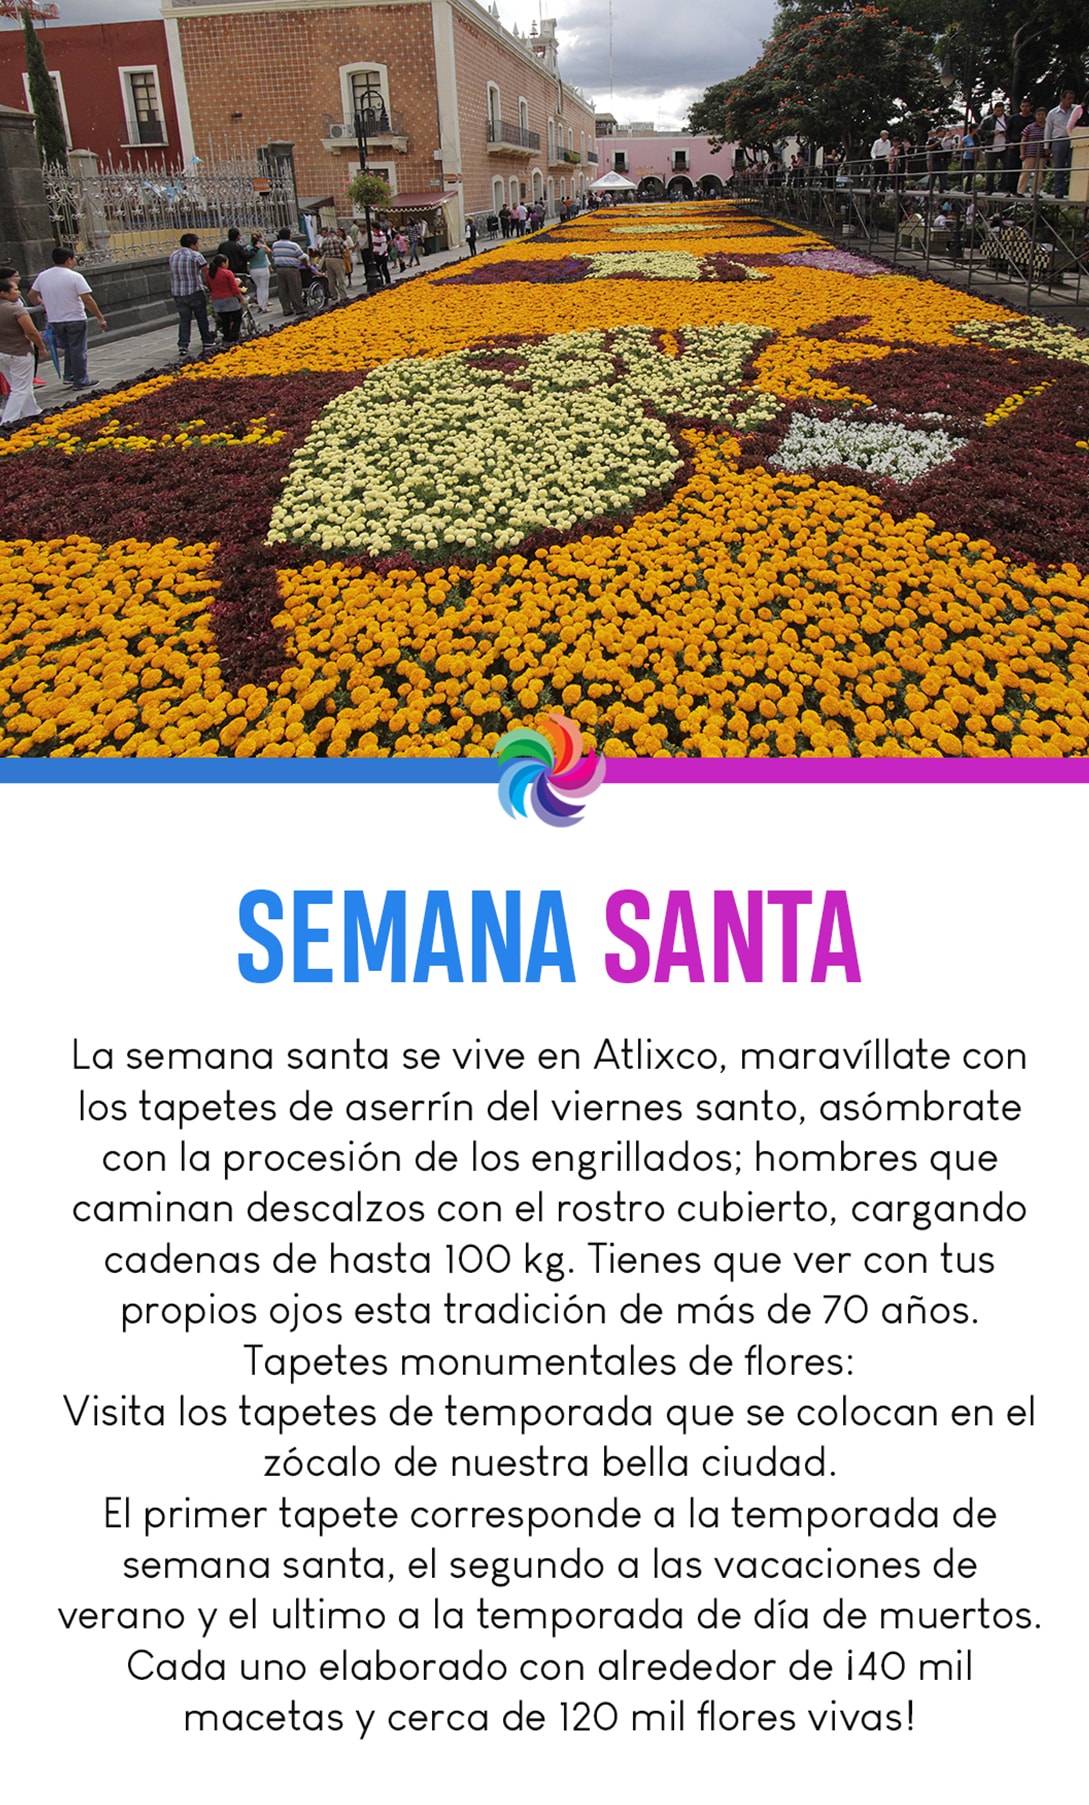 SEMANA SANTA
La semana santa se vive en Atlixco, maravíllate con
los tapetes de aserrín del viernes santo, asómbrate
con la procesión de los engrillados; hombres que
caminan descalzos con el rostro cubierto, cargando
cadenas de hasta 100 kg. Tienes que ver con tus
propios ojos esta tradición de más de 70 años.
Tapetes monumentales de flores:
Visita los tapetes de temporada que se colocan en el
zócalo de nuestra bella ciudad.
El primer tapete corresponde a la temporada de
semana santa, el segundo a las vacaciones de
verano y el ultimo a la temporada de día de muertos.
Cada uno elaborado con alrededor de ¡40 mil
macetas y cerca de 120 mil flores vivas!